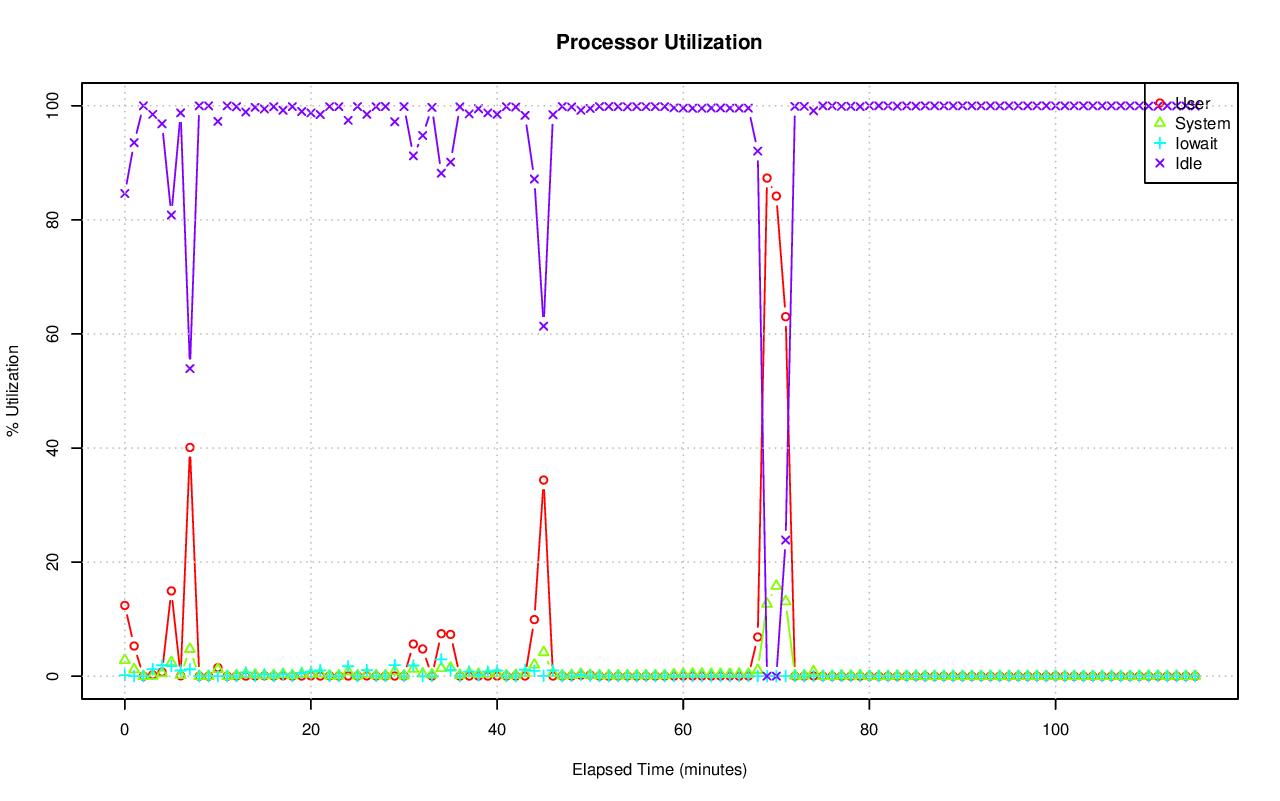 Processor Utilization
% Utilization
100
80
60
40
20
0
User
System
Iowait
Idle
0
20
40
60
80
100
Elapsed Time (minutes)